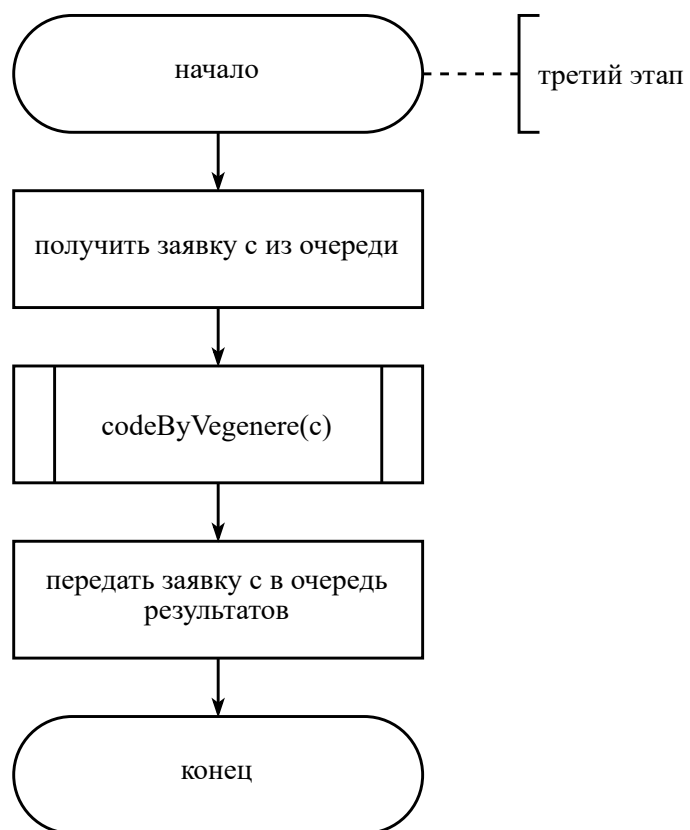 начало
третий этап
получить заявку с из очереди
codeByVegenere(c)
передать заявку с в очередь
результатов
конец